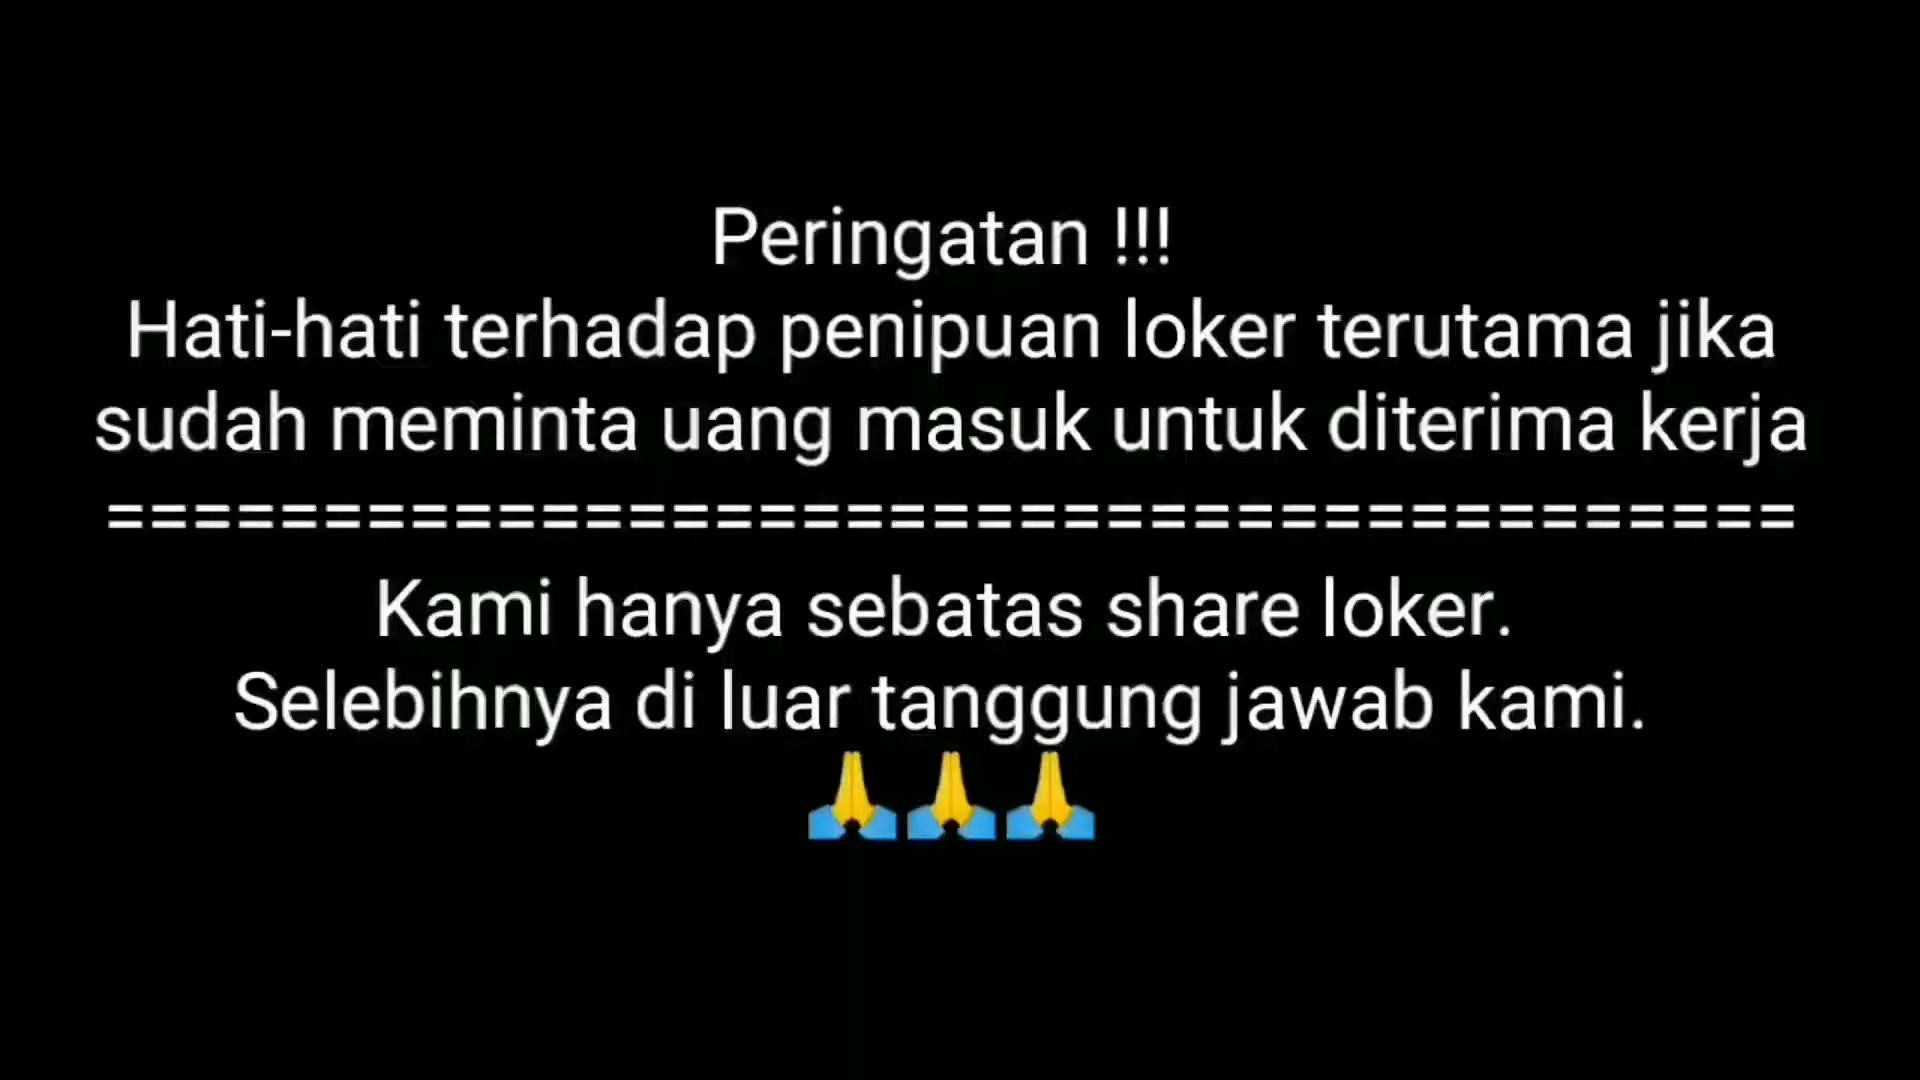 Peringatan !!!
Hati-hati terhadap penipuan loker terutama jika
sudah meminta uang masuk untuk diterima kerja
=======================================
Kami hanya sebatas share loker.
Selebihnya di luar tanggung jawab kami.
🙏🙏🙏